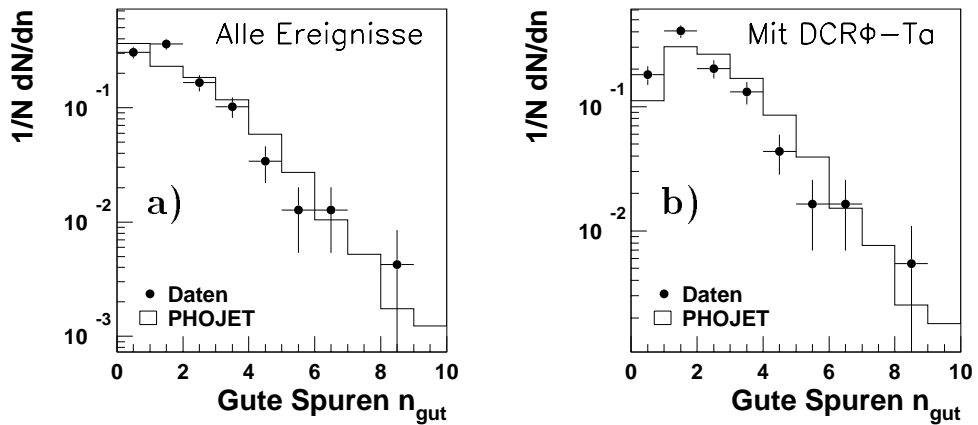 1/N dN/dn
Alle Ereignisse
10⁻¹
10⁻²
10⁻³
a)
Daten
PHOJET
0 2 4 6 8 10
Gute Spuren n_gut
1/N dN/dn
Mit DCRΦ–Ta
10⁻¹
10⁻²
b)
Daten
PHOJET
0 2 4 6 8 10
Gute Spuren n_gut